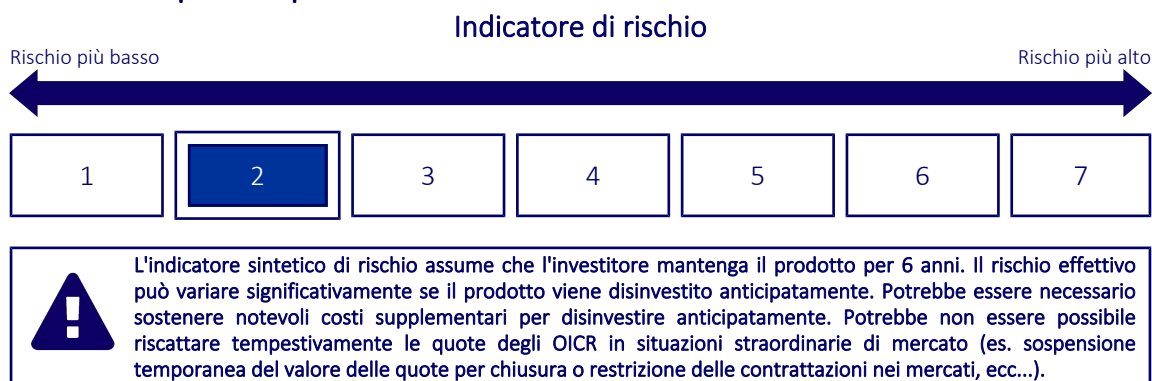 Indicatore di rischio
Rischio più basso
Rischio più alto
1 2 3 4 5 6 7
L'indicatore sintetico di rischio assume che l'investitore mantenga il prodotto per 6 anni. Il rischio effettivo
può variare significativamente se il prodotto viene disinvestito anticipatamente. Potrebbe essere necessario
sostenere notevoli costi supplementari per disinvestire anticipatamente. Potrebbe non essere possibile
riscattare tempestivamente le quote degli OICR in situazioni straordinarie di mercato (es. sospensione
temporanea del valore delle quote per chiusura o restrizione delle contrattazioni nei mercati, ecc...).